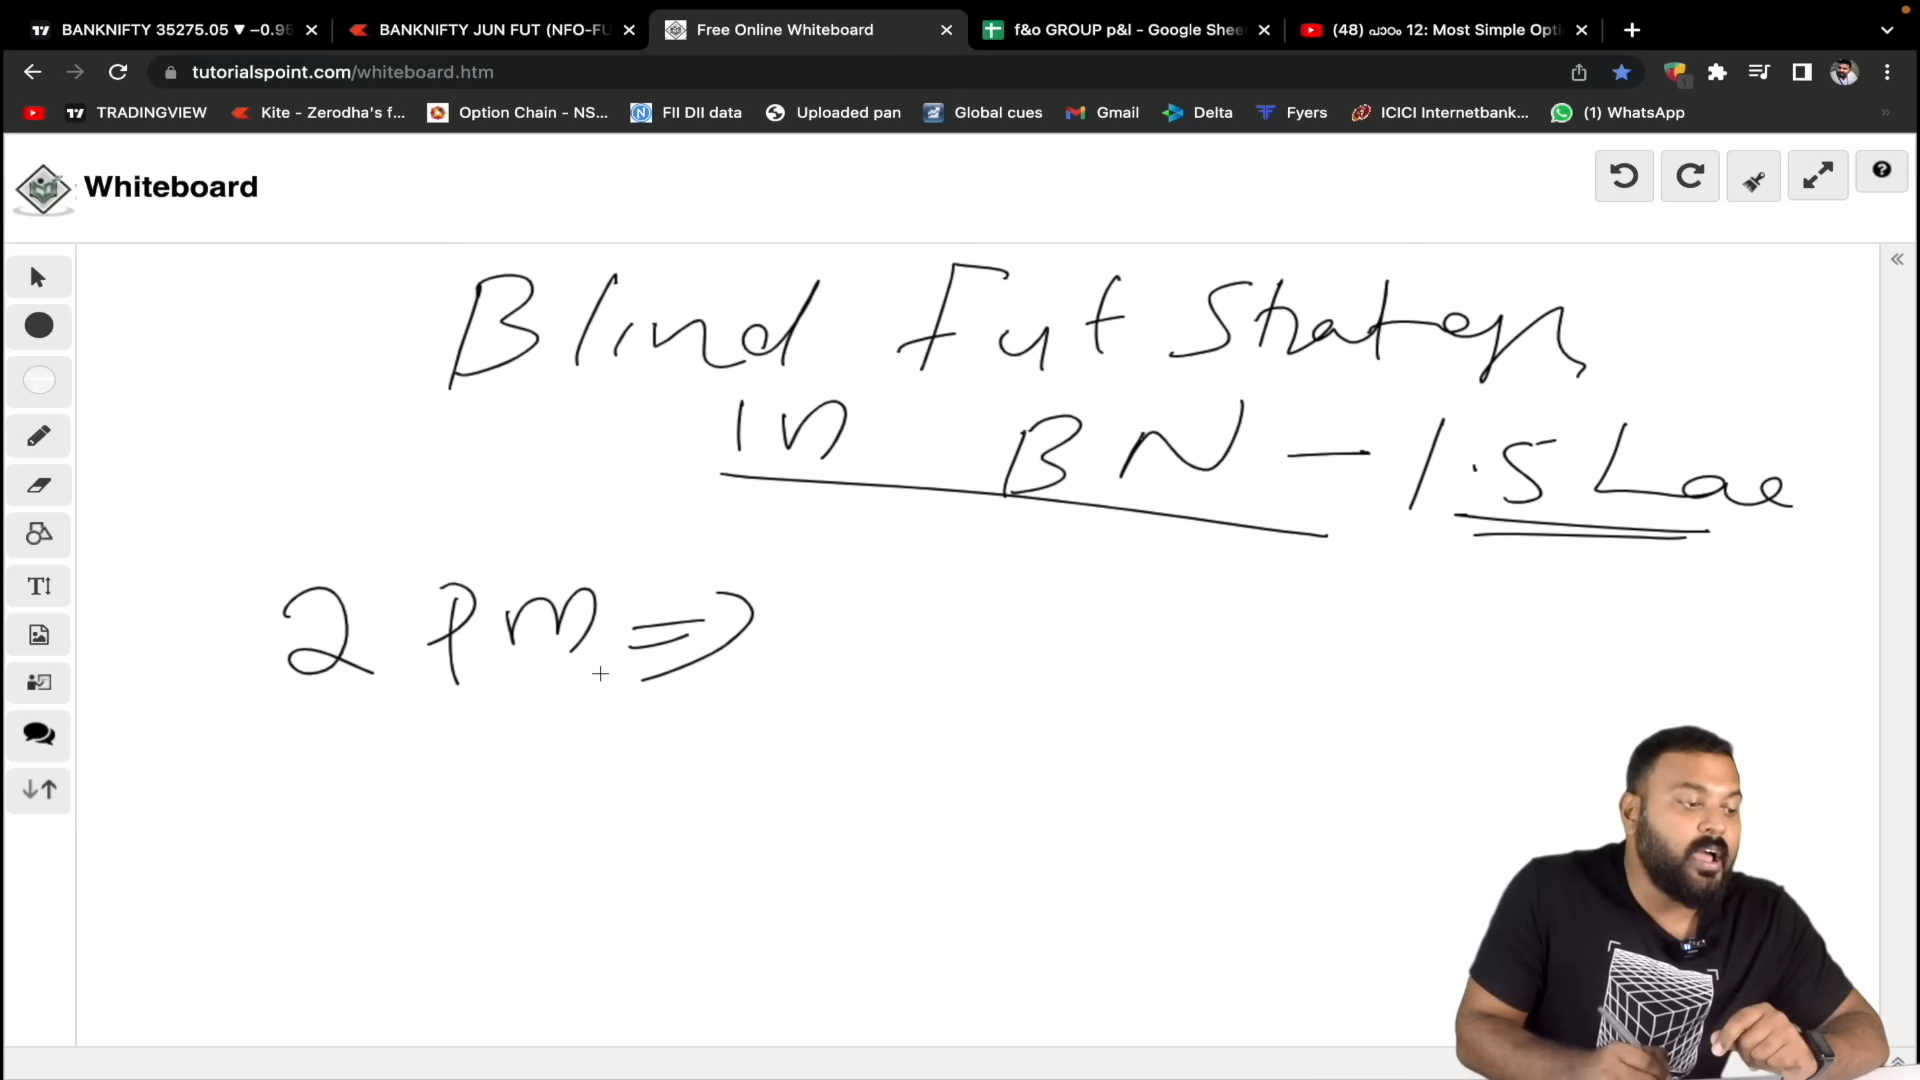 BANKNIFTY 35275.05 ▼ −0.95
BANKNIFTY JUN FUT (NFO-FU
Free Online Whiteboard
f&o GROUP p&l - Google Shee
(48) പാഠം 12: Most Simple Opti
tutorialspoint.com/whiteboard.htm
TRADINGVIEW
Kite - Zerodha's f...
Option Chain - NS...
FII DII data
Uploaded pan
Global cues
Gmail
Delta
Fyers
ICICI Internetbank...
(1) WhatsApp
Whiteboard
Blind Fut Strategy
in BN - 1.5 Lac
2 PM ⇒